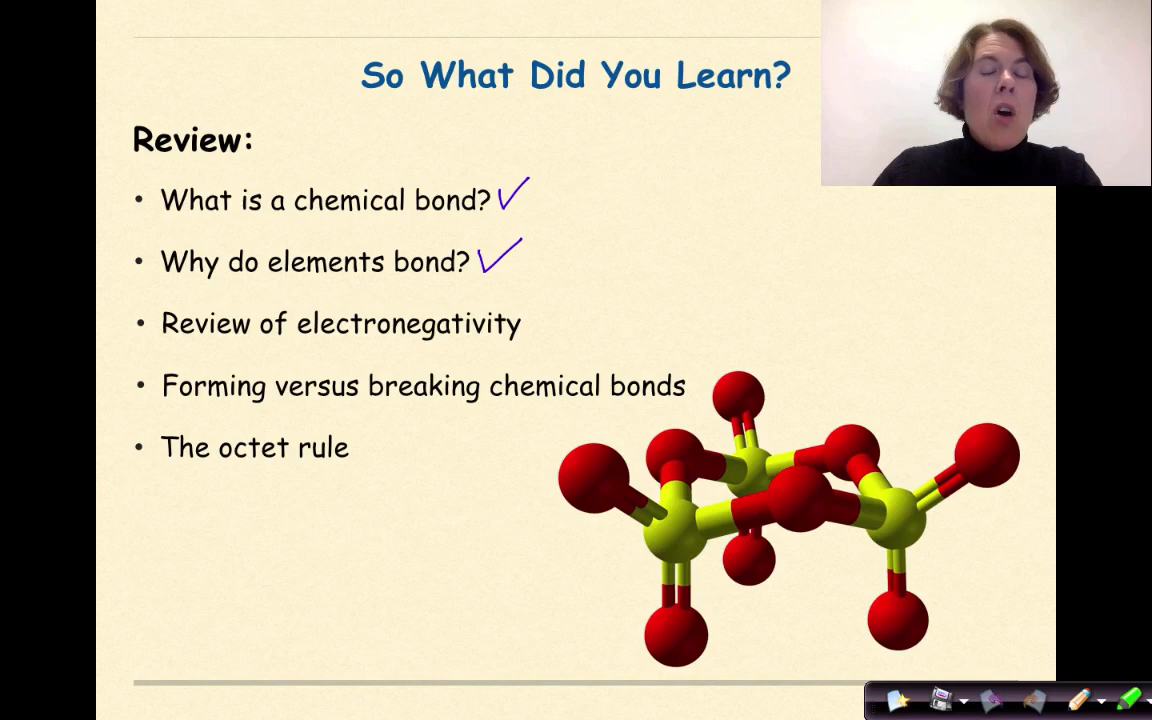 So What Did You Learn?
Review:
• What is a chemical bond? ✓
• Why do elements bond? ✓
• Review of electronegativity
• Forming versus breaking chemical bonds
• The octet rule